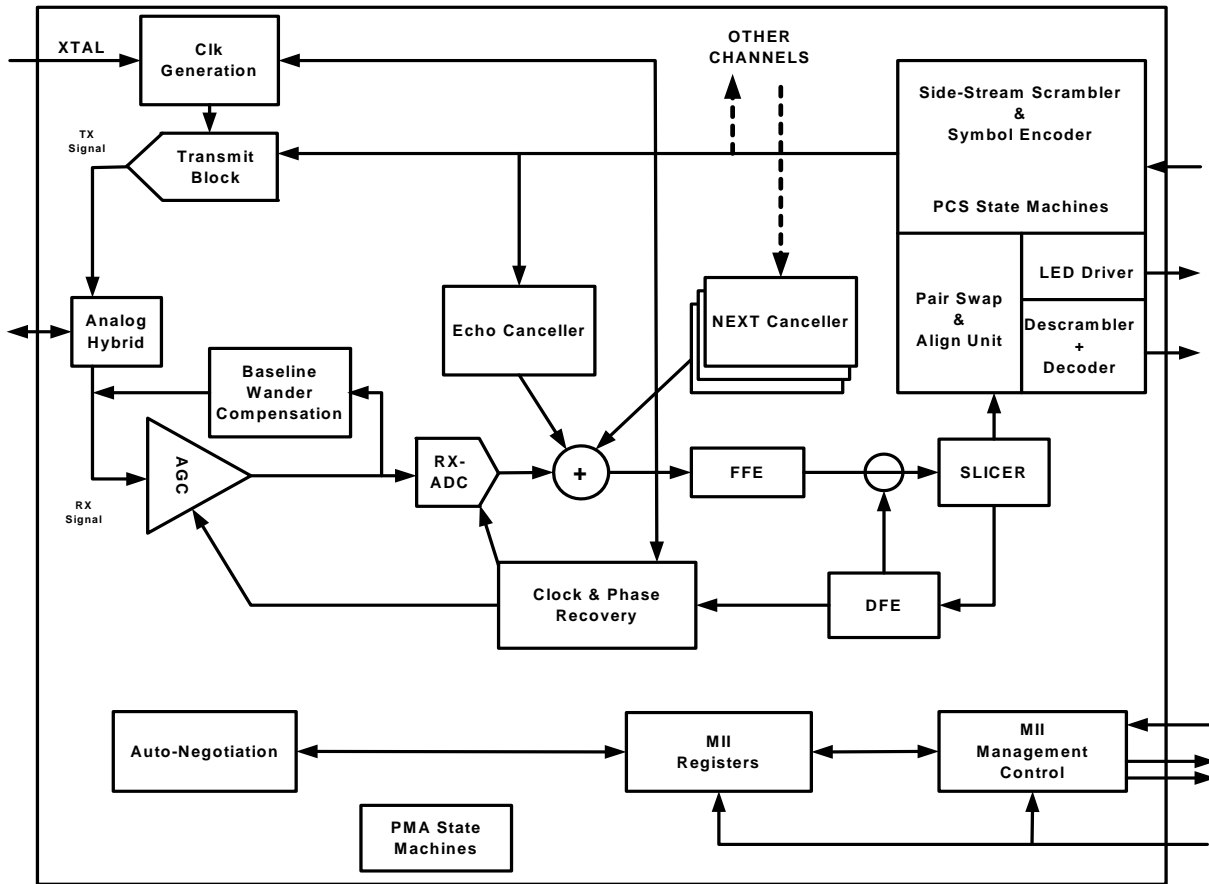 XTAL
Clk
Generation
OTHER
CHANNELS
Side-Stream Scrambler
&
Symbol Encoder
PCS State Machines
TX
Signal
Transmit
Block
LED Driver
Pair Swap
&
Align Unit
Descrambler
+
Decoder
Analog
Hybrid
Echo Canceller
NEXT Canceller
Baseline
Wander
Compensation
AGC
RX-
ADC
+
FFE
SLICER
RX
Signal
Clock & Phase
Recovery
DFE
Auto-Negotiation
MII
Registers
MII
Management
Control
PMA State
Machines